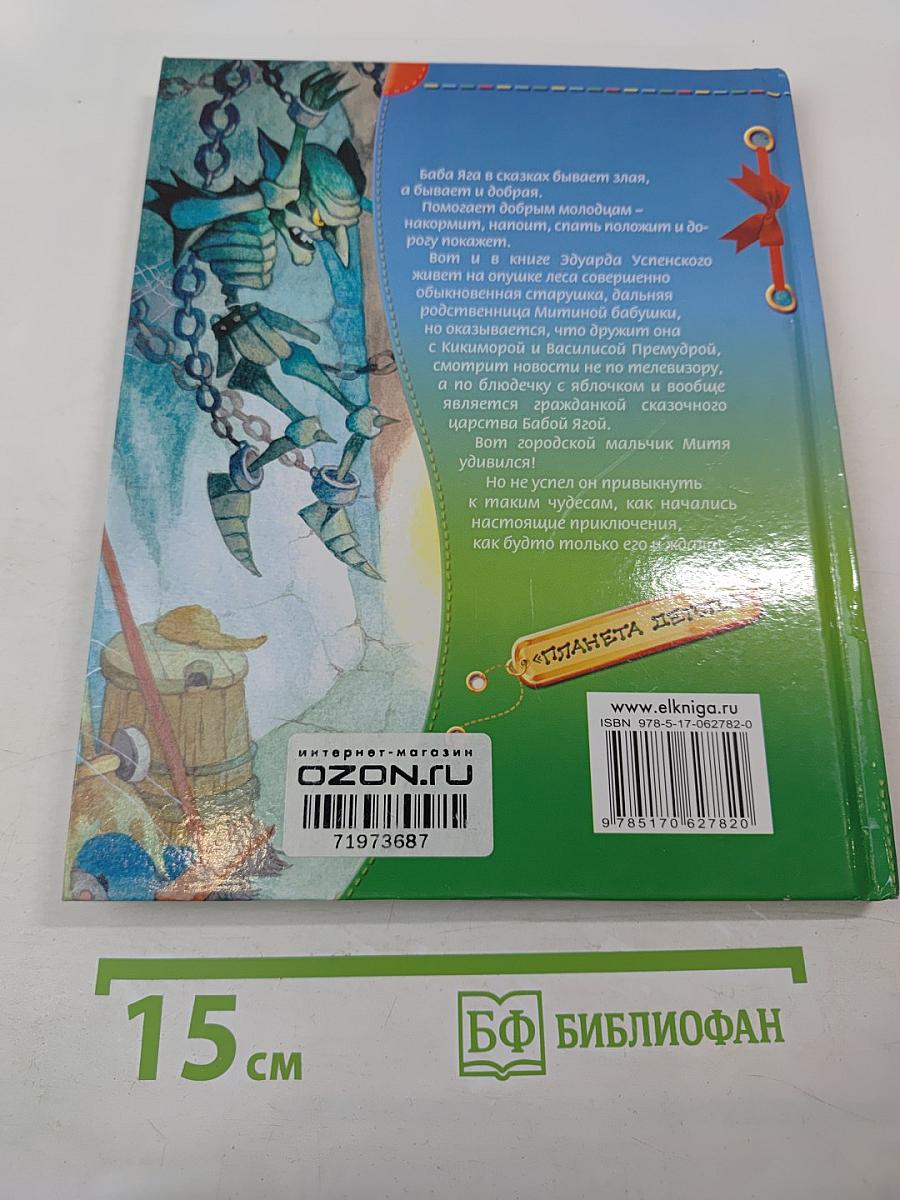 Баба Яга в сказках бывает злая,
а бывает и добрая.
Помогает добрым молодцам –
накормит, напоит, спать положит и до-
рогу покажет.
Вот и в книге Эдуарда Успенского
живет на опушке леса совершенно
обыкновенная старушка, дальняя
родственница Митиной бабушки,
но оказывается, что дружит она
с Кикиморой и Василисой Премудрой,
смотрит новости не по телевизору,
а по блюдечку с яблочком и вообще
является гражданкой сказочного
царства Бабой Ягой.
Вот городской мальчик Митя
удивился!
Но не успел он привыкнуть
к таким чудесам, как начались
настоящие приключения,
как будто только его и ждали.
«ПЛАНЕТА ДЕТСТВА»
www.elkniga.ru
ISBN 978-5-17-062782-0
9 785170 627820
интернет-магазин
OZON.ru
71973687
15 см
БФ БИБЛИОФАН